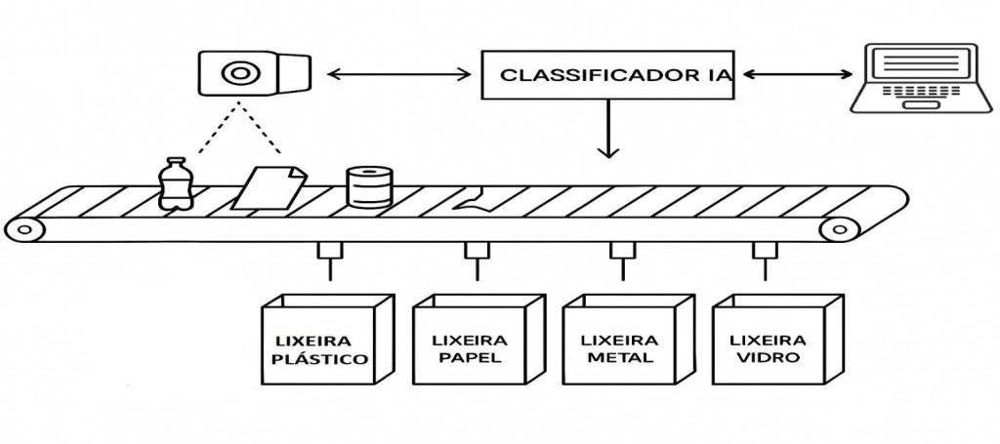 CLASSIFICADOR IA
LIXEIRA
PLÁSTICO
LIXEIRA
PAPEL
LIXEIRA
METAL
LIXEIRA
VIDRO